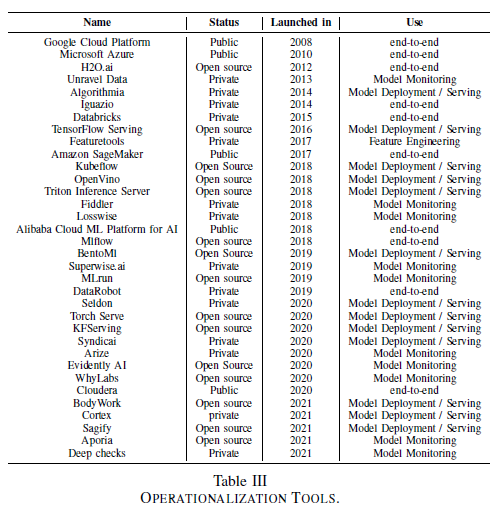 Name Status Launched in Use
Google Cloud Platform Public 2008 end-to-end
Microsoft Azure Public 2010 end-to-end
H2O.ai Open source 2012 end-to-end
Unravel Data Private 2013 Model Monitoring
Algorithmia Private 2014 Model Deployment / Serving
Iguazio Private 2014 end-to-end
Databricks Private 2015 end-to-end
TensorFlow Serving Open source 2016 Model Deployment / Serving
Featuretools Private 2017 Feature Engineering
Amazon SageMaker Public 2017 end-to-end
Kubeflow Open Source 2018 Model Deployment / Serving
OpenVino Open source 2018 Model Deployment / Serving
Triton Inference Server Open source 2018 Model Deployment / Serving
Fiddler Private 2018 Model Monitoring
Losswise Private 2018 Model Monitoring
Alibaba Cloud ML Platform for AI Public 2018 end-to-end
Mlflow Open source 2018 end-to-end
BentoMl Open Source 2019 Model Deployment / Serving
Superwise.ai Private 2019 Model Monitoring
MLrun Open source 2019 Model Monitoring
DataRobot Private 2019 end-to-end
Seldon Private 2020 Model Deployment / Serving
Torch Serve Open source 2020 Model Deployment / Serving
KFServing Open source 2020 Model Deployment / Serving
Syndicai Private 2020 Model Deployment / Serving
Arize Private 2020 Model Monitoring
Evidently AI Open Source 2020 Model Monitoring
WhyLabs Open source 2020 Model Monitoring
Cloudera Public 2020 end-to-end
BodyWork Open source 2021 Model Deployment / Serving
Cortex private 2021 Model Deployment / Serving
Sagify Open source 2021 Model Deployment / Serving
Aporia Open source 2021 Model Monitoring
Deep checks Private 2021 Model Monitoring
Table III
OPERATIONALIZATION TOOLS.